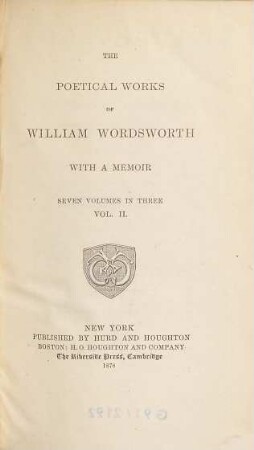 THE
POETICAL WORKS
OF
WILLIAM WORDSWORTH
WITH A MEMOIR
SEVEN VOLUMES IN THREE
VOL. II.
NEW YORK
PUBLISHED BY HURD AND HOUGHTON
BOSTON: H. O. HOUGHTON AND COMPANY
The Riverside Press, Cambridge